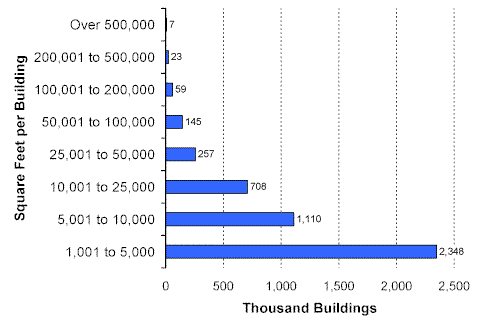 Square Feet per Building
Over 500,000 7
200,001 to 500,000 23
100,001 to 200,000 59
50,001 to 100,000 145
25,001 to 50,000 257
10,001 to 25,000 708
5,001 to 10,000 1,110
1,001 to 5,000 2,348
0 500 1,000 1,500 2,000 2,500
Thousand Buildings